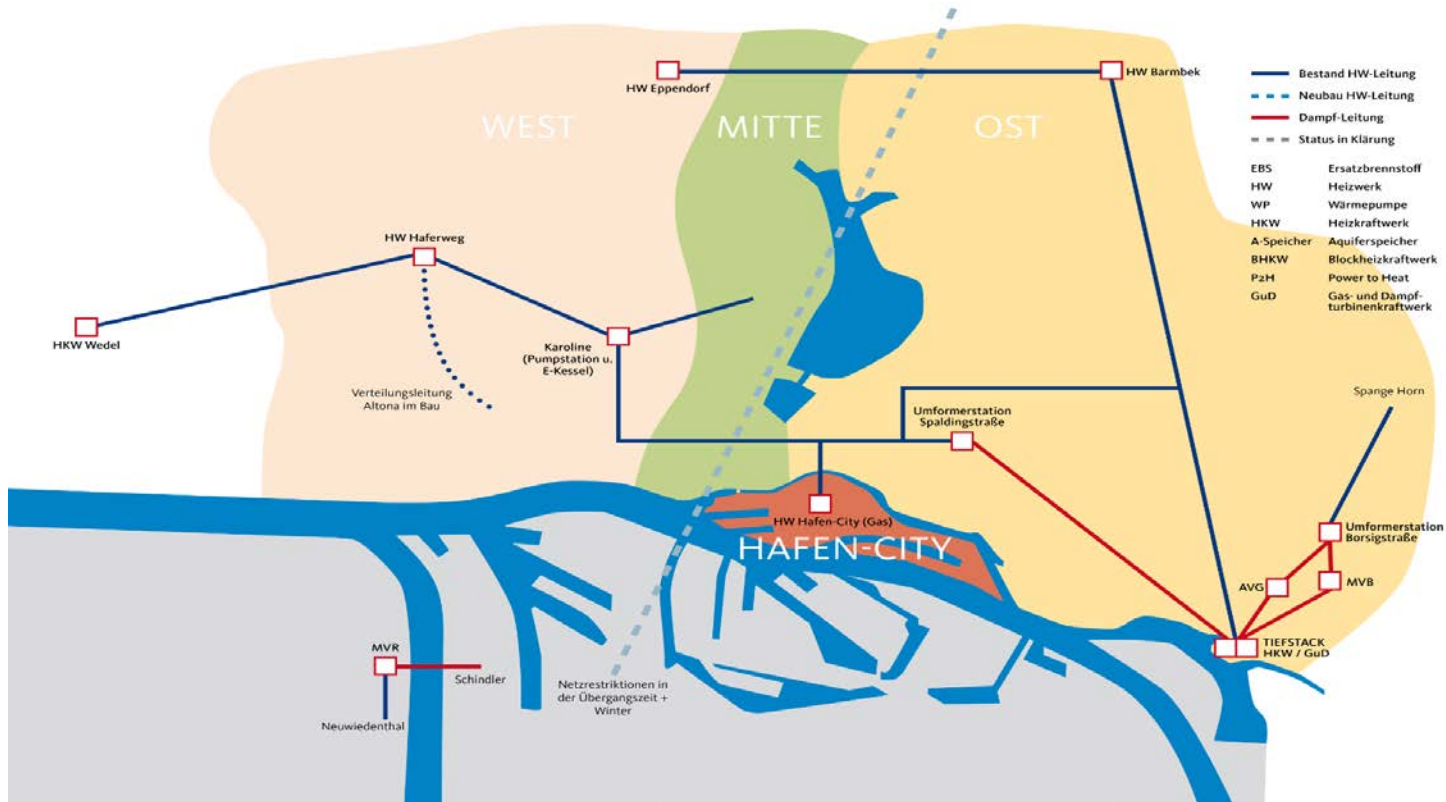 WEST
MITTE
OST
HW Eppendorf
HW Barmbek
HW Haferweg
HKW Wedel
Karoline
(Pumpstation u.
E-Kessel)
Verteilungsleitung
Altona im Bau
Umformerstation
Spaldingstraße
Spange Horn
HW Hafen-City (Gas)
HAFEN-CITY
Umformerstation
Borsigstraße
AVG
MVB
TIEFSTACK
HKW / GuD
MVR
Schindler
Neuwiedenthal
Netzrestriktionen in
der Übergangszeit +
Winter
Bestand HW-Leitung
Neubau HW-Leitung
Dampf-Leitung
Status in Klärung
EBS Ersatzbrennstoff
HW Heizwerk
WP Wärmepumpe
HKW Heizkraftwerk
A-Speicher Aquiferspeicher
BHKW Blockheizkraftwerk
P2H Power to Heat
GuD Gas- und Dampf-
turbinenkraftwerk